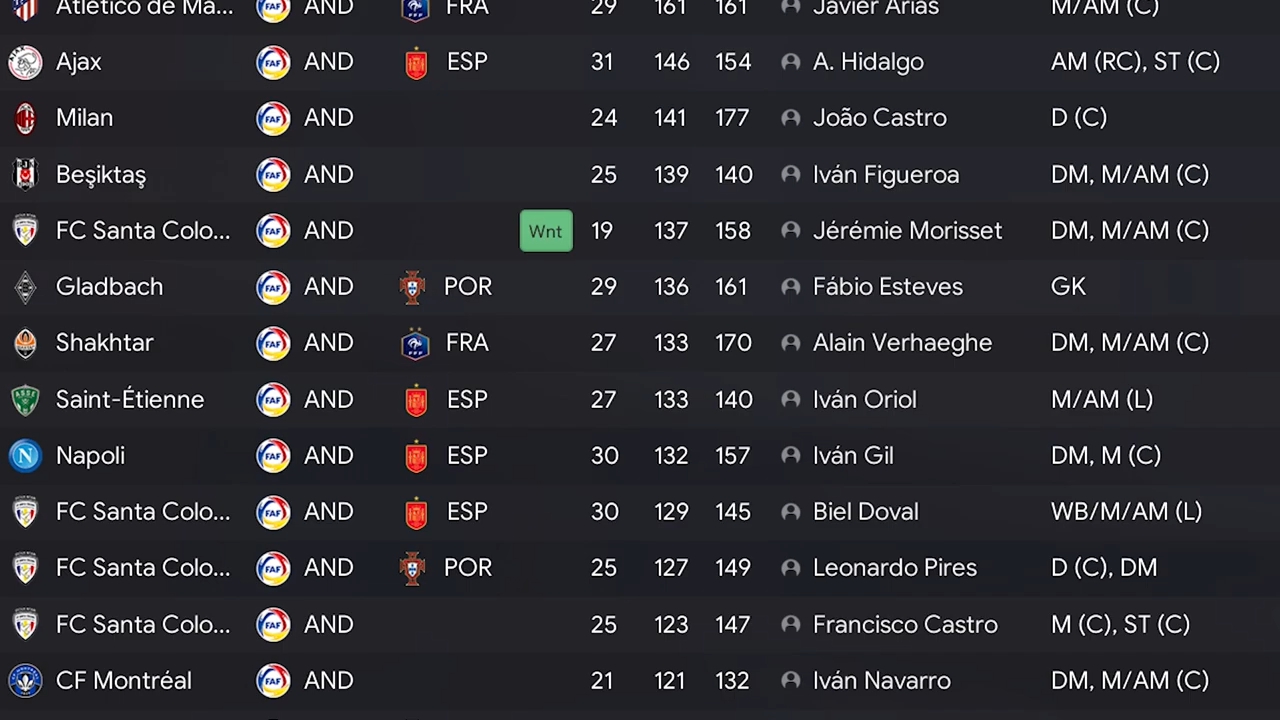 Atlético de Ma... AND FRA 29 161 161 Javier Arias M/AM (C)
Ajax AND ESP 31 146 154 A. Hidalgo AM (RC), ST (C)
Milan AND 24 141 177 João Castro D (C)
Beşiktaş AND 25 139 140 Iván Figueroa DM, M/AM (C)
FC Santa Colo... AND Wnt 19 137 158 Jérémie Morisset DM, M/AM (C)
Gladbach AND POR 29 136 161 Fábio Esteves GK
Shakhtar AND FRA 27 133 170 Alain Verhaeghe DM, M/AM (C)
Saint-Étienne AND ESP 27 133 140 Iván Oriol M/AM (L)
Napoli AND ESP 30 132 157 Iván Gil DM, M (C)
FC Santa Colo... AND ESP 30 129 145 Biel Doval WB/M/AM (L)
FC Santa Colo... AND POR 25 127 149 Leonardo Pires D (C), DM
FC Santa Colo... AND 25 123 147 Francisco Castro M (C), ST (C)
CF Montréal AND 21 121 132 Iván Navarro DM, M/AM (C)